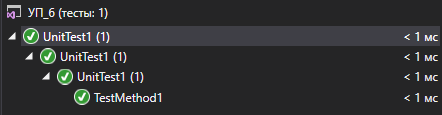 УП_6 (тесты: 1)
UnitTest1 (1) < 1 мс
UnitTest1 (1) < 1 мс
UnitTest1 (1) < 1 мс
TestMethod1 < 1 мс